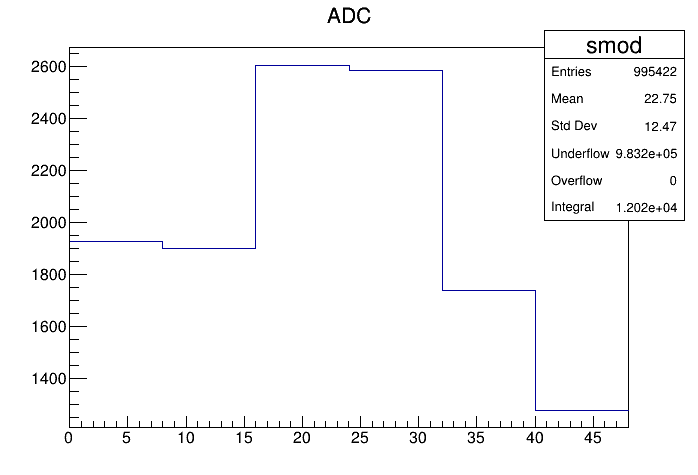 ADC
smod
Entries 995422
Mean 22.75
Std Dev 12.47
Underflow 9.832e+05
Overflow 0
Integral 1.202e+04
2600
2400
2200
2000
1800
1600
1400
0 5 10 15 20 25 30 35 40 45